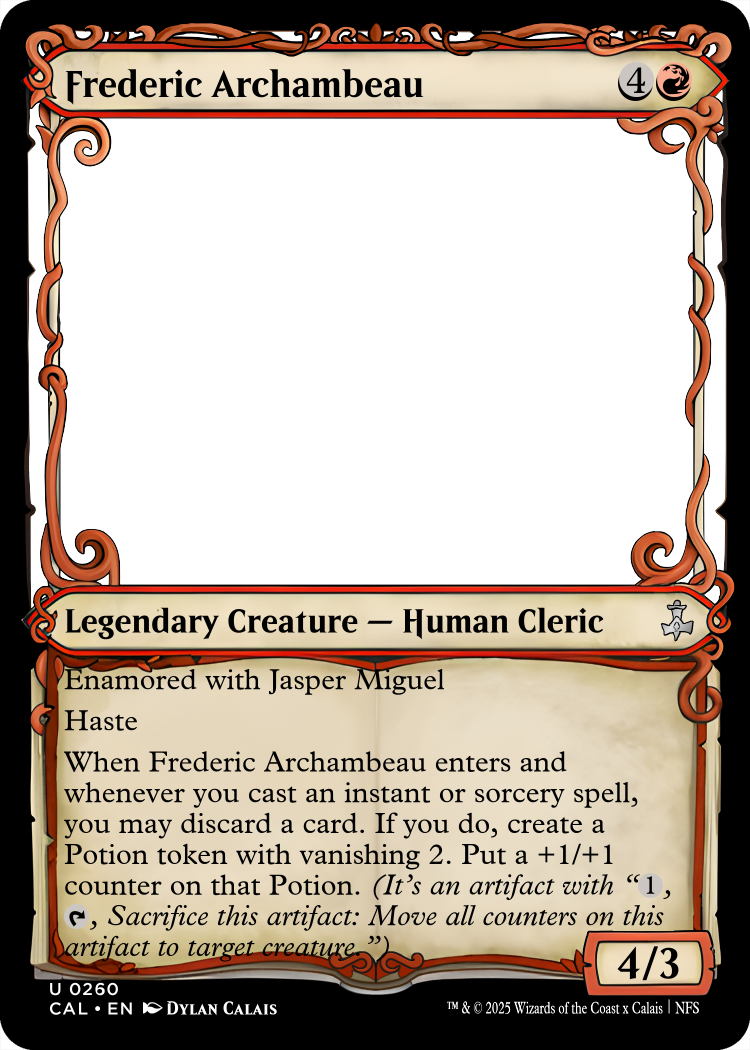 Frederic Archambeau 4
Legendary Creature — Human Cleric
Enamored with Jasper Miguel
Haste
When Frederic Archambeau enters and
whenever you cast an instant or sorcery spell,
you may discard a card. If you do, create a
Potion token with vanishing 2. Put a +1/+1
counter on that Potion. (It's an artifact with “1,
, Sacrifice this artifact: Move all counters on this
artifact to target creature.”)
4/3
U 0260
CAL • EN Dylan Calais
™ & © 2025 Wizards of the Coast x Calais | NFS